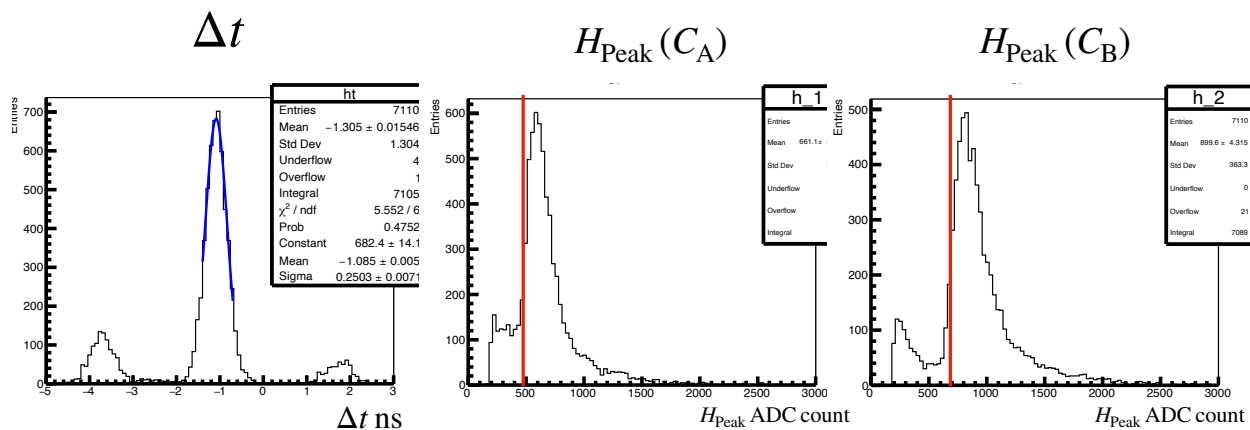 Δt
H_Peak (C_A)
H_Peak (C_B)
Entries
ht
Entries 7110
Mean −1.305 ± 0.01546
Std Dev 1.304
Underflow 4
Overflow 1
Integral 7105
χ² / ndf 5.552 / 6
Prob 0.4752
Constant 682.4 ± 14.1
Mean −1.085 ± 0.005
Sigma 0.2503 ± 0.0071
700
600
500
400
300
200
100
0
−5 −4 −3 −2 −1 0 1 2 3
Δt ns
Entries
h_1
Entries
Mean 661.1±
Std Dev
Underflow
Overflow
Integral
600
500
400
300
200
100
0
0 500 1000 1500 2000 2500 3000
H_Peak ADC count
Entries
h_2
Entries 7110
Mean 899.6 ± 4.315
Std Dev 363.3
Underflow 0
Overflow 21
Integral 7089
500
400
300
200
100
0
0 500 1000 1500 2000 2500 3000
H_Peak ADC count